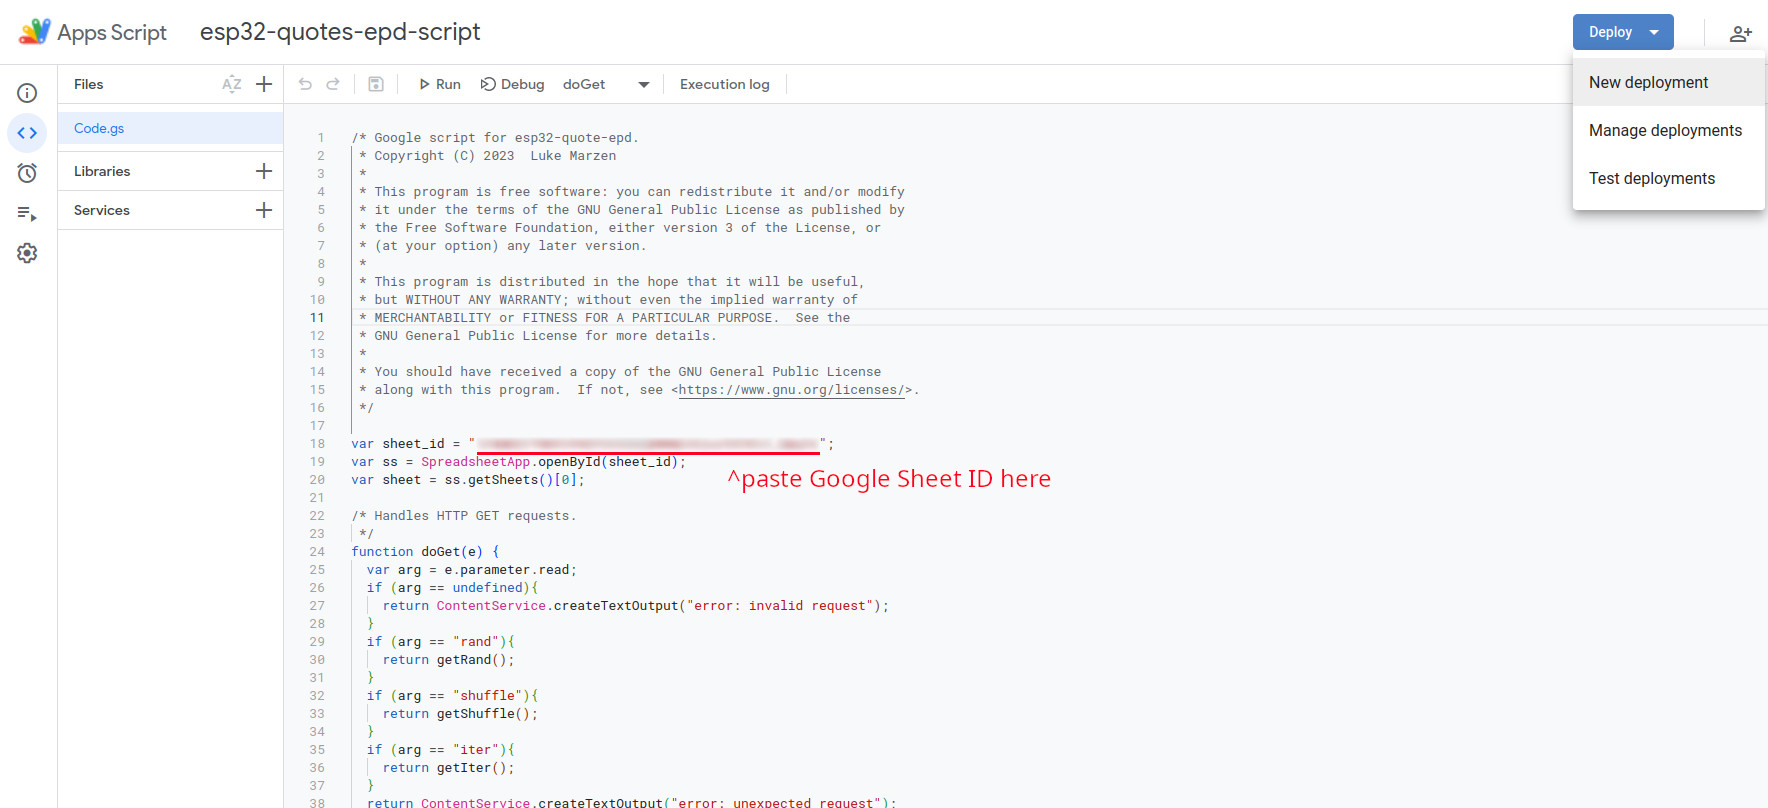 Apps Script
esp32-quotes-epd-script
Deploy
New deployment
Manage deployments
Test deployments
Files
AZ
Code.gs
Libraries
Services
Run
Debug
doGet
Execution log
1 /* Google script for esp32-quote-epd.
2 * Copyright (C) 2023  Luke Marzen
3 *
4 * This program is free software: you can redistribute it and/or modify
5 * it under the terms of the GNU General Public License as published by
6 * the Free Software Foundation, either version 3 of the License, or
7 * (at your option) any later version.
8 *
9 * This program is distributed in the hope that it will be useful,
10 * but WITHOUT ANY WARRANTY; without even the implied warranty of
11 * MERCHANTABILITY or FITNESS FOR A PARTICULAR PURPOSE.  See the
12 * GNU General Public License for more details.
13 *
14 * You should have received a copy of the GNU General Public License
15 * along with this program.  If not, see <https://www.gnu.org/licenses/>.
16 */
17
18 var sheet_id = "";
19 var ss = SpreadsheetApp.openById(sheet_id);
^paste Google Sheet ID here
20 var sheet = ss.getSheets()[0];
21
22 /* Handles HTTP GET requests.
23 */
24 function doGet(e) {
25 var arg = e.parameter.read;
26 if (arg == undefined){
27 return ContentService.createTextOutput("error: invalid request");
28 }
29 if (arg == "rand"){
30 return getRand();
31 }
32 if (arg == "shuffle"){
33 return getShuffle();
34 }
35 if (arg == "iter"){
36 return getIter();
37 }
38 return ContentService.createTextOutput("error: unexpected request");